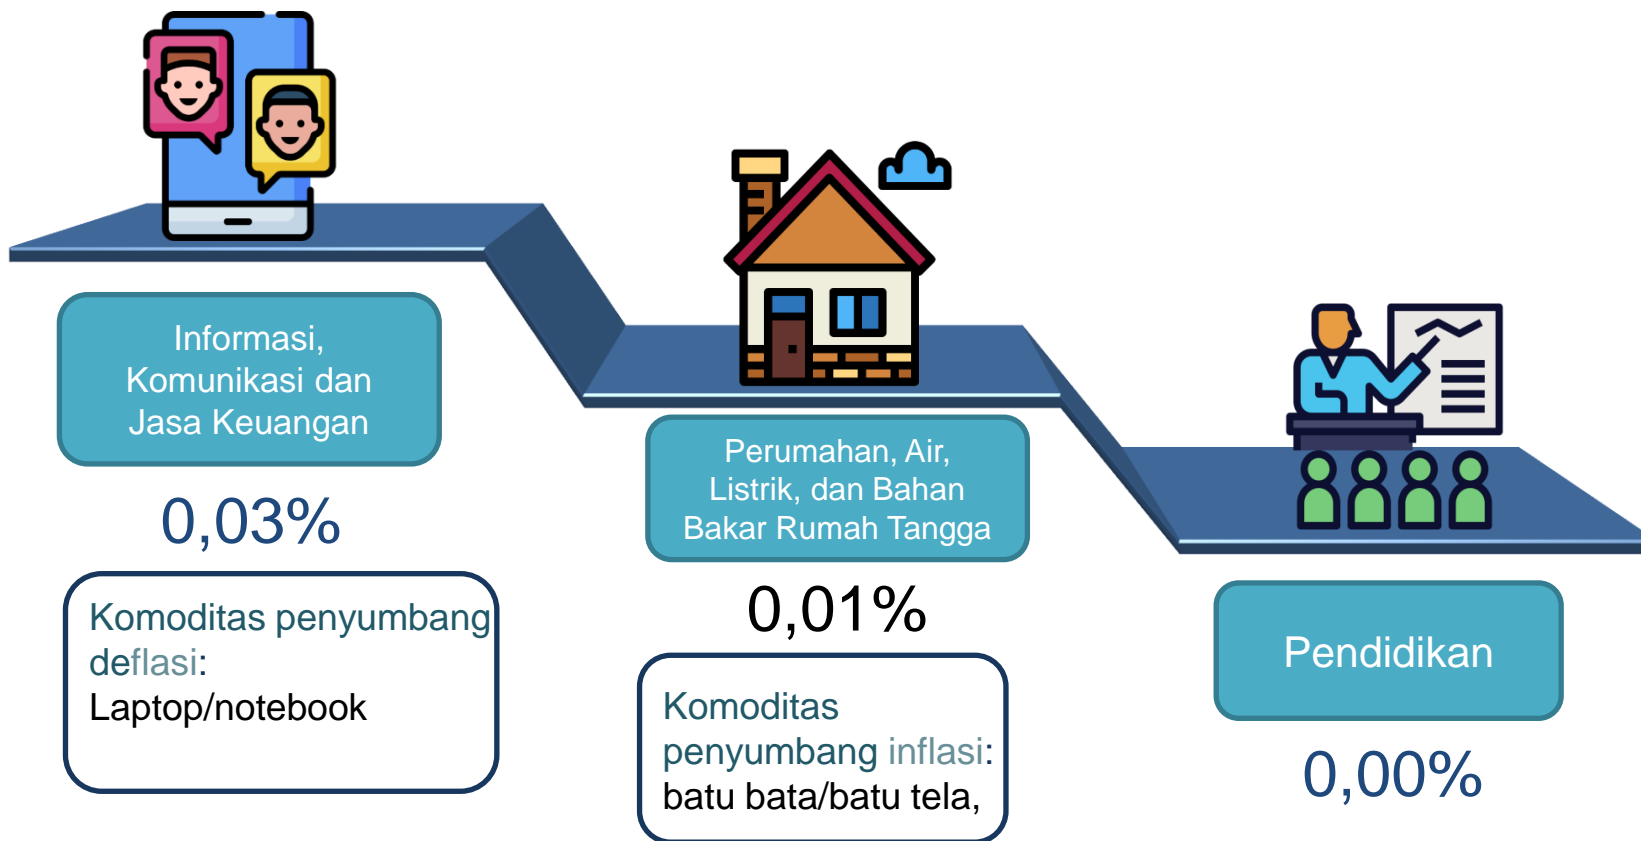 Informasi,
Komunikasi dan
Jasa Keuangan
0,03%
Komoditas penyumbang
deflasi:
Laptop/notebook
Perumahan, Air,
Listrik, dan Bahan
Bakar Rumah Tangga
0,01%
Komoditas
penyumbang inflasi:
batu bata/batu tela,
Pendidikan
0,00%